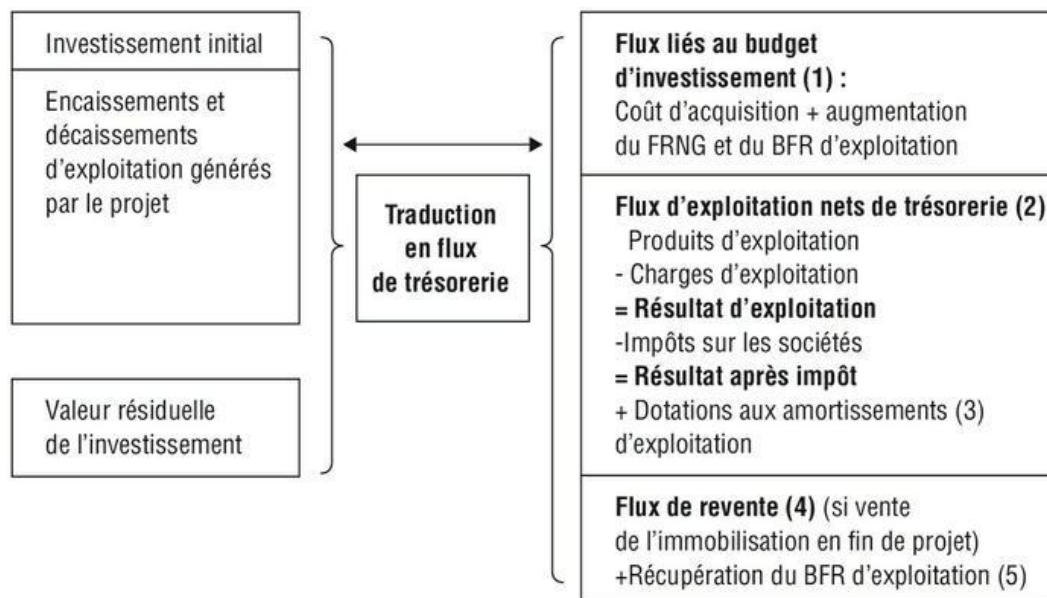 Investissement initial
Encaissements et
décaissements
d'exploitation générés
par le projet
Valeur résiduelle
de l'investissement
Traduction
en flux
de trésorerie
Flux liés au budget
d'investissement (1) :
Coût d'acquisition + augmentation
du FRNG et du BFR d'exploitation
Flux d'exploitation nets de trésorerie (2)
Produits d'exploitation
- Charges d'exploitation
= Résultat d'exploitation
-Impôts sur les sociétés
= Résultat après impôt
+ Dotations aux amortissements (3)
d'exploitation
Flux de revente (4) (si vente
de l'immobilisation en fin de projet)
+Récupération du BFR d'exploitation (5)